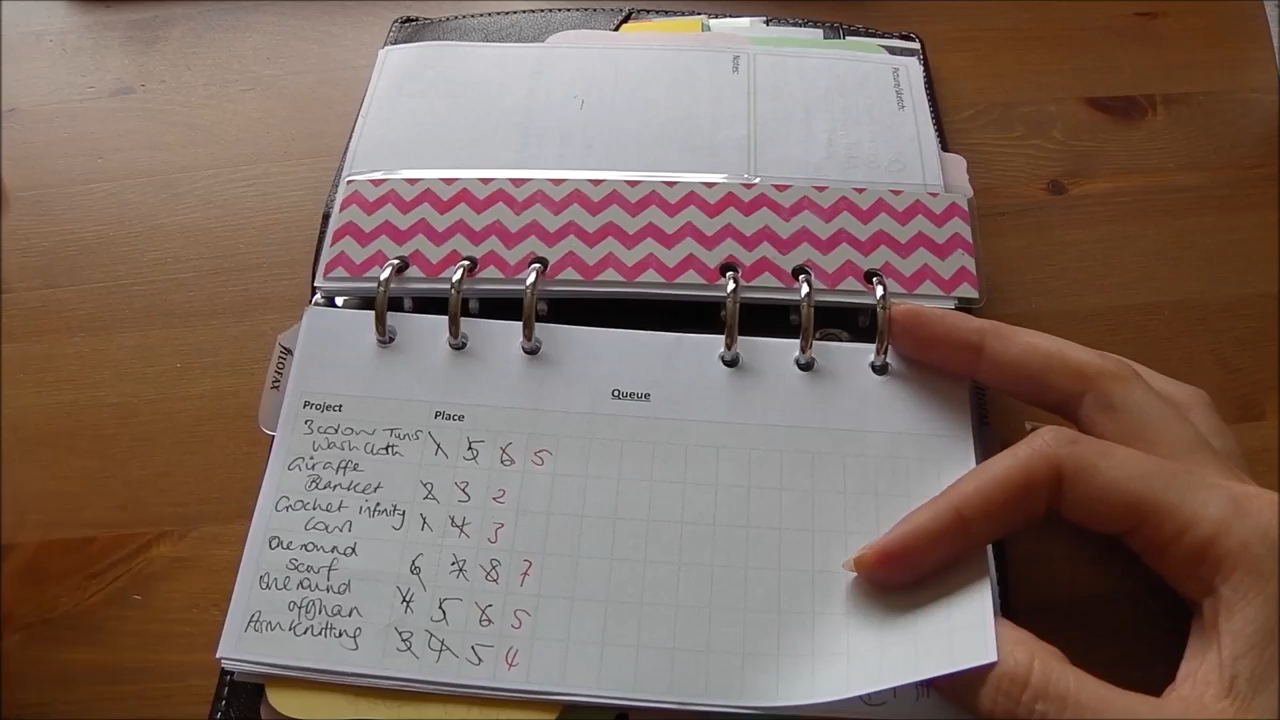 Notes:
Picture/sketch:
FILOFAX
Queue
Project Place
3 colour Tunis
Wash Cloth 1 5 6 5
Giraffe
Blanket 2 3 2
Crochet infinity
Cowl 1 4 3
One round
Scarf 6 7 8 7
One round
afghan 4 5 6 5
Arm Knitting 3 4 5 4